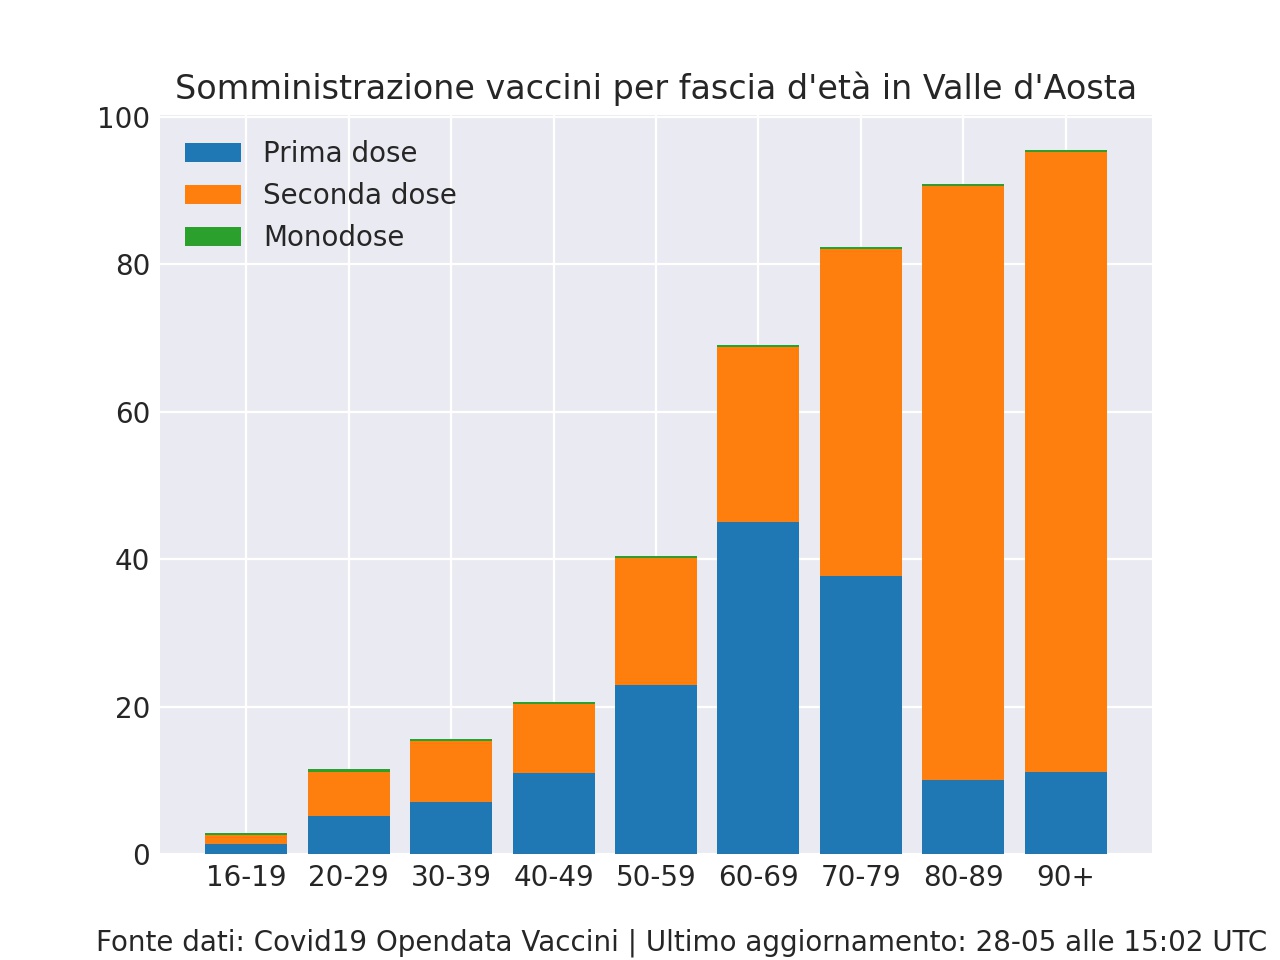 Somministrazione vaccini per fascia d'età in Valle d'Aosta
100
80
60
40
20
0
Prima dose
Seconda dose
Monodose
16-19 20-29 30-39 40-49 50-59 60-69 70-79 80-89 90+
Fonte dati: Covid19 Opendata Vaccini | Ultimo aggiornamento: 28-05 alle 15:02 UTC